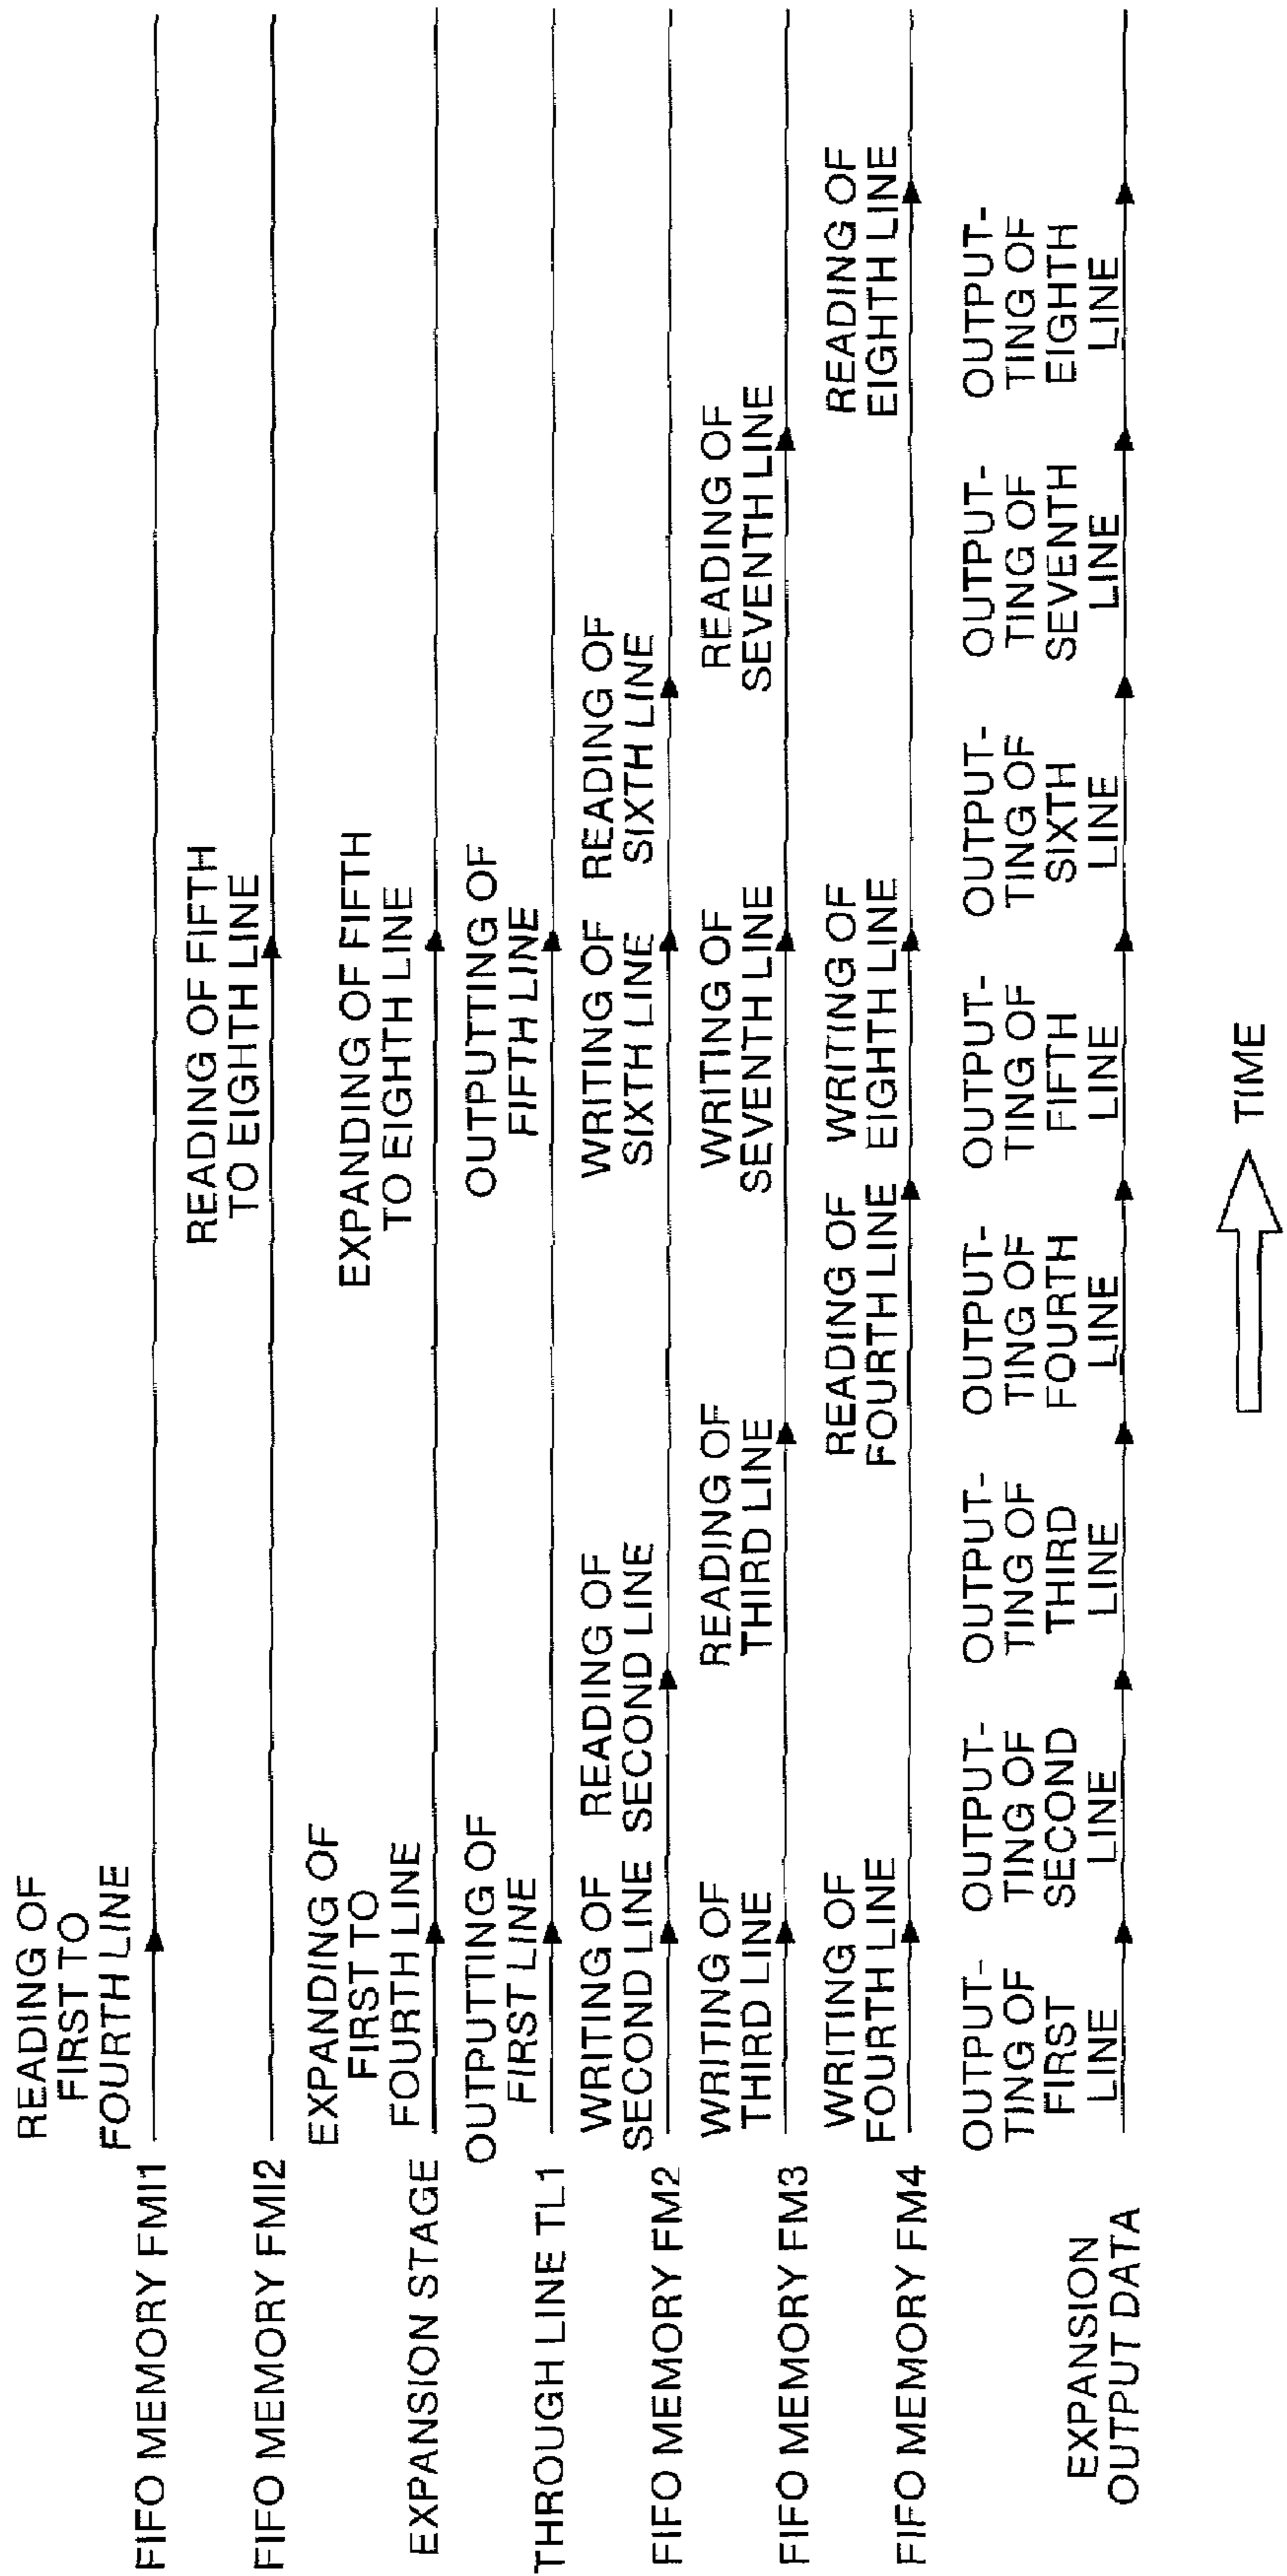 FIFO MEMORY FMI1
READING OF
FIRST TO
FOURTH LINE
FIFO MEMORY FMI2
READING OF FIFTH
TO EIGHTH LINE
EXPANSION STAGE
EXPANDING OF
FIRST TO
FOURTH LINE
EXPANDING OF FIFTH
TO EIGHTH LINE
THROUGH LINE TL1
OUTPUTTING OF
FIRST LINE
OUTPUTTING OF
FIFTH LINE
FIFO MEMORY FM2
WRITING OF
SECOND LINE
READING OF
SECOND LINE
WRITING OF
SIXTH LINE
READING OF
SIXTH LINE
FIFO MEMORY FM3
WRITING OF
THIRD LINE
READING OF
THIRD LINE
WRITING OF
SEVENTH LINE
READING OF
SEVENTH LINE
FIFO MEMORY FM4
WRITING OF
FOURTH LINE
READING OF
FOURTH LINE
WRITING OF
EIGHTH LINE
READING OF
EIGHTH LINE
EXPANSION
OUTPUT DATA
OUTPUT-
TING OF
FIRST
LINE
OUTPUT-
TING OF
SECOND
LINE
OUTPUT-
TING OF
THIRD
LINE
OUTPUT-
TING OF
FOURTH
LINE
OUTPUT-
TING OF
FIFTH
LINE
OUTPUT-
TING OF
SIXTH
LINE
OUTPUT-
TING OF
SEVENTH
LINE
OUTPUT-
TING OF
EIGHTH
LINE
TIME